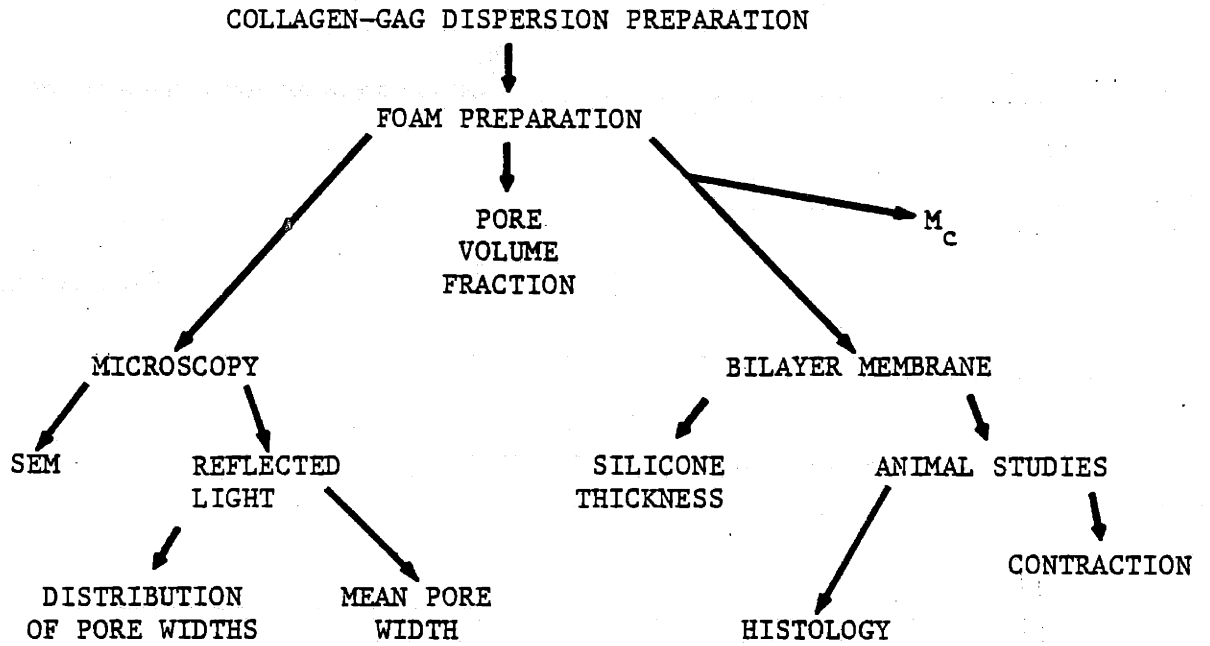 COLLAGEN-GAG DISPERSION PREPARATION
FOAM PREPARATION
PORE
VOLUME
FRACTION
M_c
MICROSCOPY
BILAYER MEMBRANE
SEM
REFLECTED
LIGHT
SILICONE
THICKNESS
ANIMAL STUDIES
CONTRACTION
DISTRIBUTION
OF PORE WIDTHS
MEAN PORE
WIDTH
HISTOLOGY